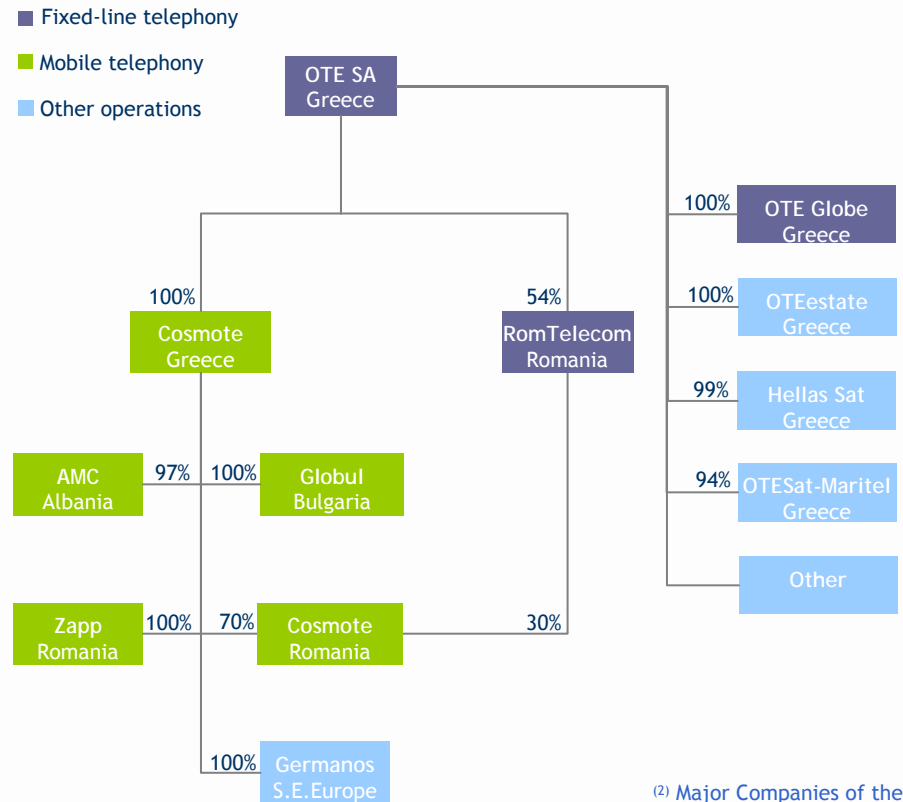 Fixed-line telephony
Mobile telephony
Other operations
OTE SA
Greece
100%
OTE Globe
Greece
100%
OTEestate
Greece
99%
Hellas Sat
Greece
94%
OTESat-Maritel
Greece
Other
100%
Cosmote
Greece
54%
RomTelecom
Romania
AMC
Albania
97%
100%
Globul
Bulgaria
Zapp
Romania
100%
70%
Cosmote
Romania
30%
100%
Germanos
S.E.Europe
(2) Major Companies of the